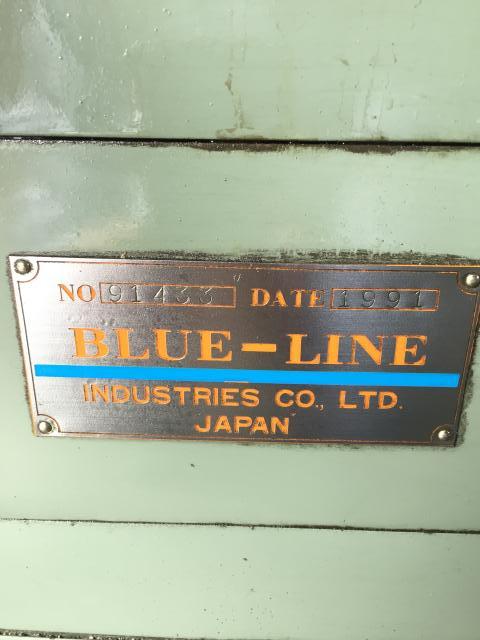 NO 91433 DATE 1991
BLUE-LINE
INDUSTRIES CO., LTD.
JAPAN